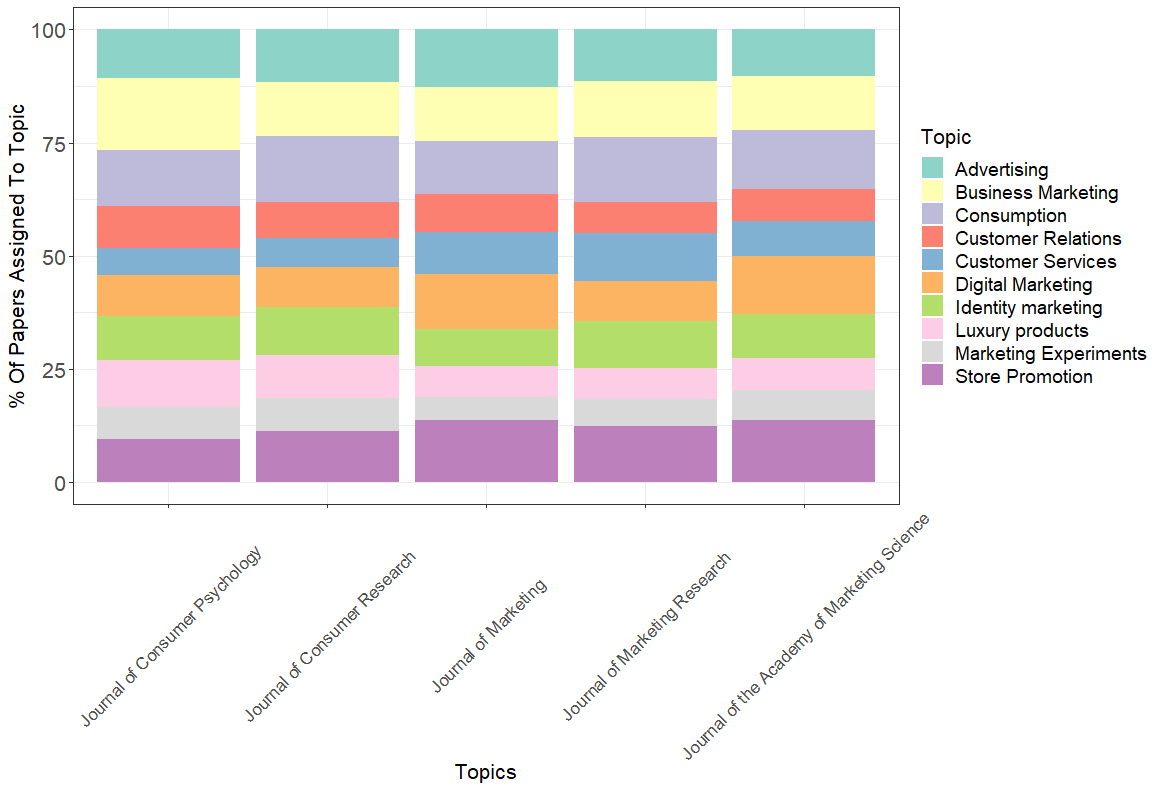 % Of Papers Assigned To Topic
100
75
50
25
0
Journal of Consumer Psychology
Journal of Consumer Research
Journal of Marketing
Journal of Marketing Research
Journal of the Academy of Marketing Science
Topics
Topic
Advertising
Business Marketing
Consumption
Customer Relations
Customer Services
Digital Marketing
Identity marketing
Luxury products
Marketing Experiments
Store Promotion